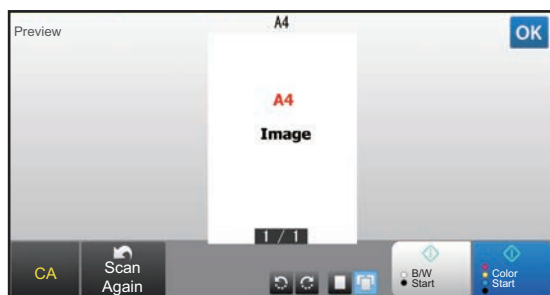 A4
Preview
OK
A4
Image
1 / 1
CA
Scan
Again
B/W
Start
Color
Start